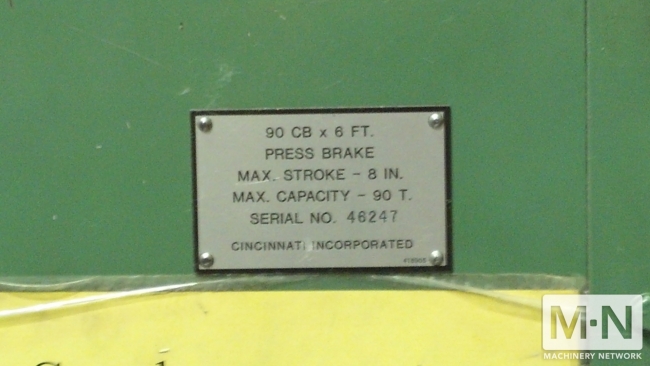 90 CB x 6 FT.
PRESS BRAKE
MAX. STROKE - 8 IN.
MAX. CAPACITY - 90 T.
SERIAL NO. 46247
CINCINNATI INCORPORATED
M·N
MACHINERY NETWORK